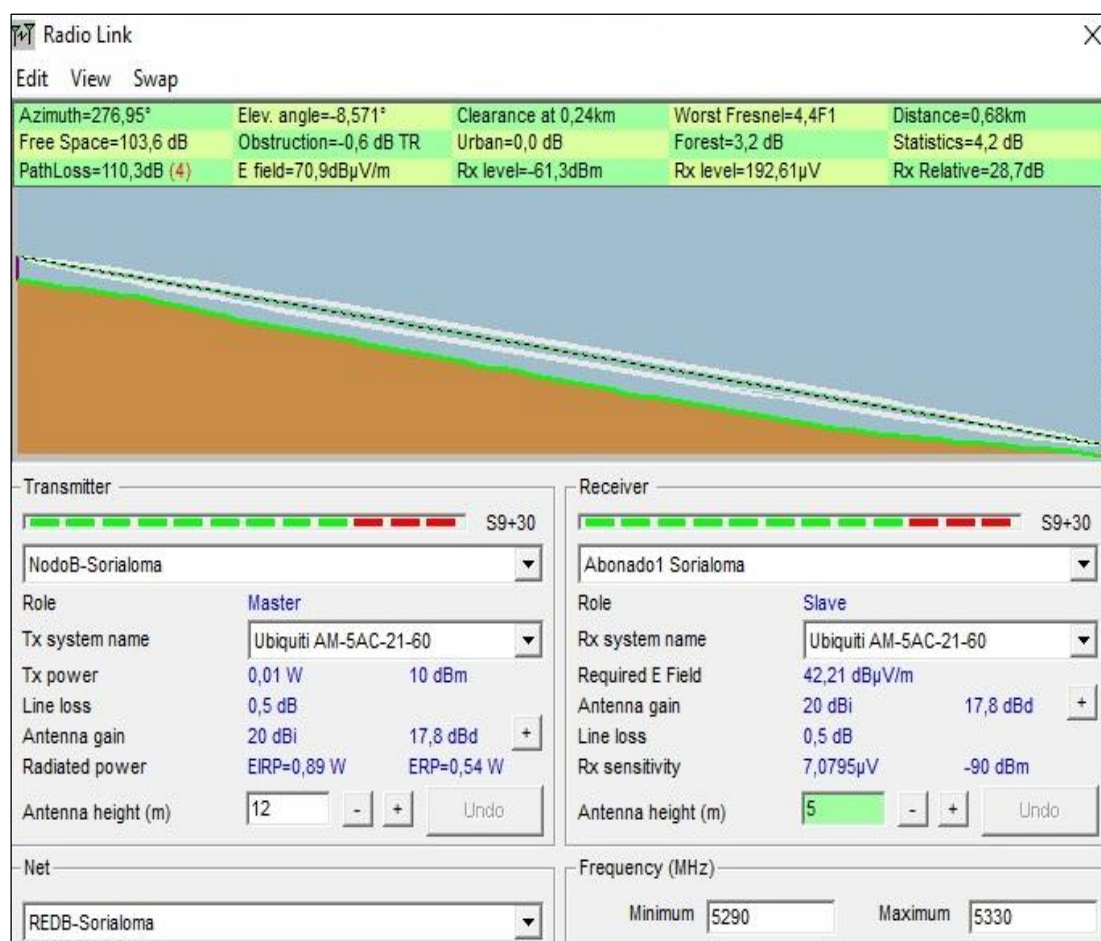 Radio Link
Edit View Swap
Azimuth=276,95° Elev. angle=-8,571° Clearance at 0,24km Worst Fresnel=4,4F1 Distance=0,68km
Free Space=103,6 dB Obstruction=-0,6 dB TR Urban=0,0 dB Forest=3,2 dB Statistics=4,2 dB
PathLoss=110,3dB (4) E field=70,9dBµV/m Rx level=-61,3dBm Rx level=192,61µV Rx Relative=28,7dB
Transmitter
S9+30
NodoB-Sorialoma
Role Master
Tx system name Ubiquiti AM-5AC-21-60
Tx power 0,01 W 10 dBm
Line loss 0,5 dB
Antenna gain 20 dBi 17,8 dBd +
Radiated power EIRP=0,89 W ERP=0,54 W
Antenna height (m) 12 - + Undo
Receiver
S9+30
Abonado1 Sorialoma
Role Slave
Rx system name Ubiquiti AM-5AC-21-60
Required E Field 42,21 dBµV/m
Antenna gain 20 dBi 17,8 dBd +
Line loss 0,5 dB
Rx sensitivity 7,0795µV -90 dBm
Antenna height (m) 5 - + Undo
Net
REDB-Sorialoma
Frequency (MHz)
Minimum 5290 Maximum 5330